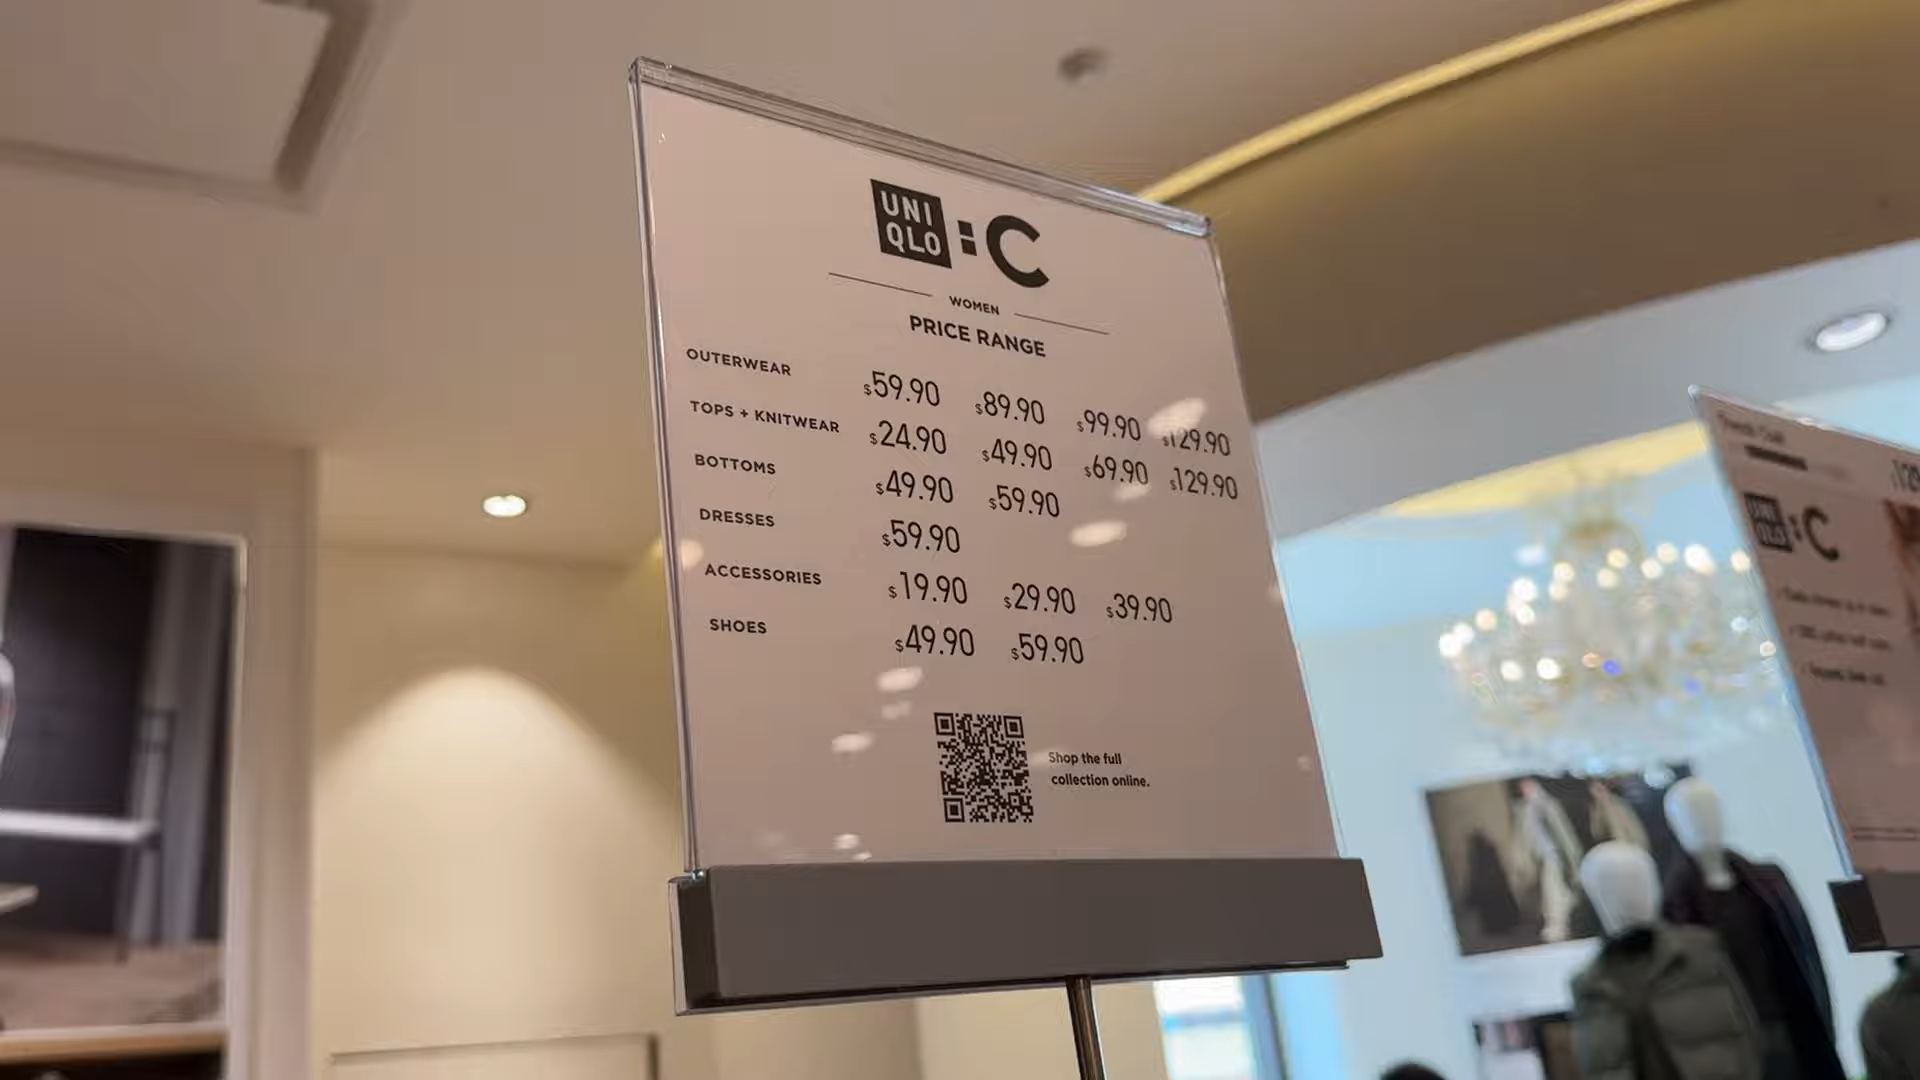 UNI
QLO
:C
WOMEN
PRICE RANGE
OUTERWEAR $59.90 $89.90 $99.90 $129.90
TOPS + KNITWEAR $24.90 $49.90 $69.90 $129.90
BOTTOMS $49.90 $59.90
DRESSES $59.90
ACCESSORIES $19.90 $29.90 $39.90
SHOES $49.90 $59.90
Shop the full
collection online.
UNI
QLO
:C